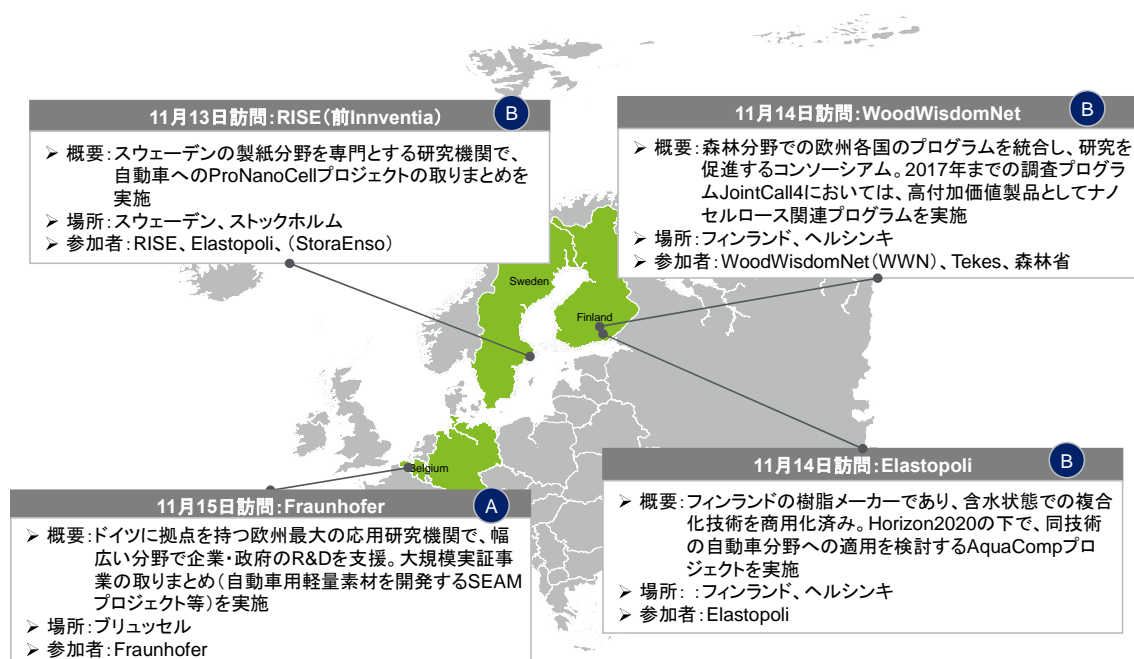 11月13日訪問:RISE(前Innventia)
B
➢ 概要:スウェーデンの製紙分野を専門とする研究機関で、
自動車へのProNanoCellプロジェクトの取りまとめを
実施
➢ 場所:スウェーデン、ストックホルム
➢ 参加者:RISE、Elastopoli、(StoraEnso)
11月14日訪問:WoodWisdomNet
B
➢ 概要:森林分野での欧州各国のプログラムを統合し、研究を
促進するコンソーシアム。2017年までの調査プログラ
ムJointCall4においては、高付加価値製品としてナノ
セルロース関連プログラムを実施
➢ 場所:フィンランド、ヘルシンキ
➢ 参加者:WoodWisdomNet(WWN)、Tekes、森林省
Sweden
Finland
Belgium
11月15日訪問:Fraunhofer
A
➢ 概要:ドイツに拠点を持つ欧州最大の応用研究機関で、幅
広い分野で企業・政府のR&Dを支援。大規模実証事
業の取りまとめ(自動車用軽量素材を開発するSEAM
プロジェクト等)を実施
➢ 場所:ブリュッセル
➢ 参加者:Fraunhofer
11月14日訪問:Elastopoli
B
➢ 概要:フィンランドの樹脂メーカーであり、含水状態での複合
化技術を商用化済み。Horizon2020の下で、同技術
の自動車分野への適用を検討するAquaCompプロ
ジェクトを実施
➢ 場所: :フィンランド、ヘルシンキ
➢ 参加者:Elastopoli